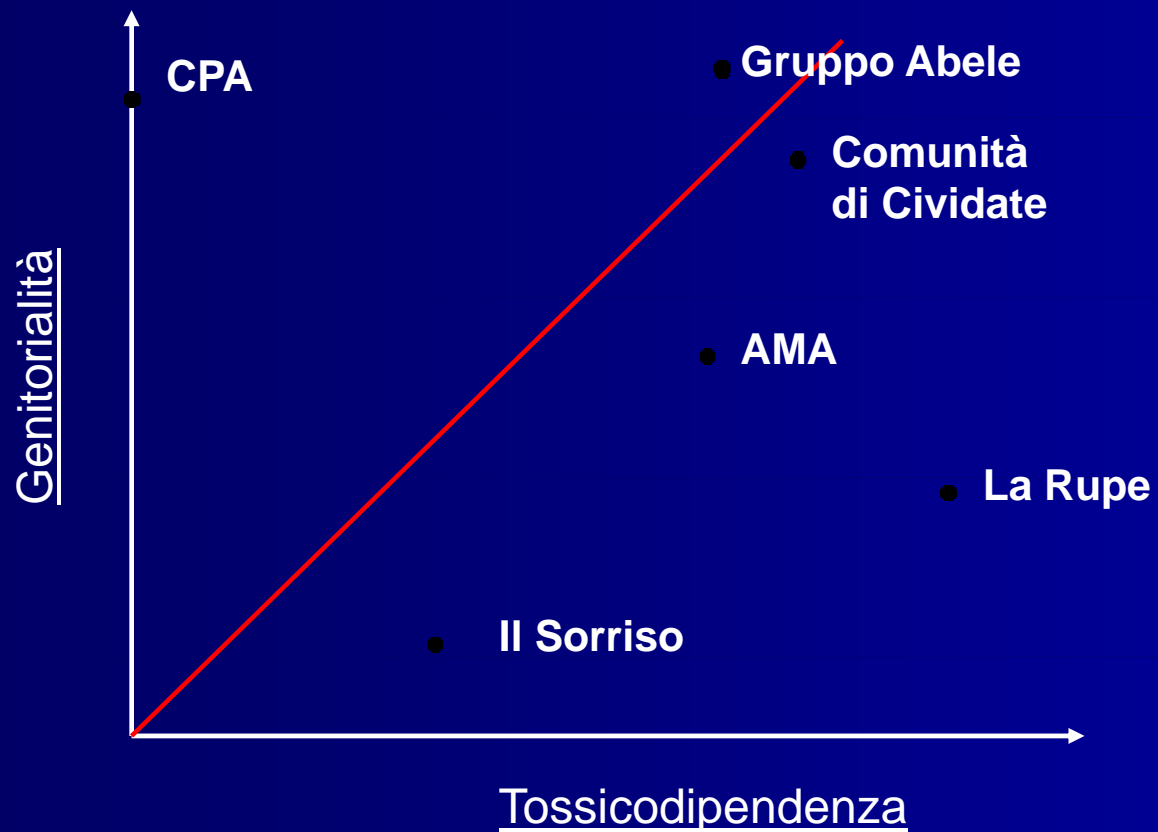 CPA
Gruppo Abele
Comunità
di Cividate
Genitorialità
AMA
La Rupe
Il Sorriso
Tossicodipendenza